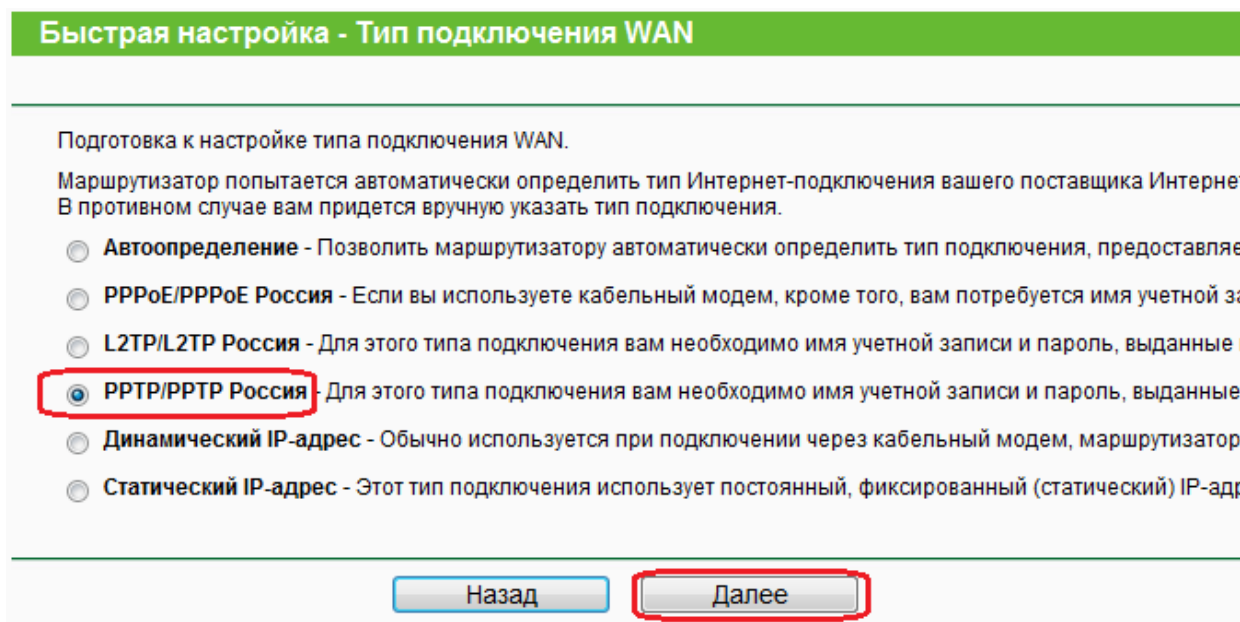 Быстрая настройка - Тип подключения WAN
Подготовка к настройке типа подключения WAN.
Маршрутизатор попытается автоматически определить тип Интернет-подключения вашего поставщика Интернет
В противном случае вам придется вручную указать тип подключения.
Автоопределение - Позволить маршрутизатору автоматически определить тип подключения, предоставляе
PPPoE/PPPoE Россия - Если вы используете кабельный модем, кроме того, вам потребуется имя учетной за
L2TP/L2TP Россия - Для этого типа подключения вам необходимо имя учетной записи и пароль, выданные
PPTP/PPTP Россия - Для этого типа подключения вам необходимо имя учетной записи и пароль, выданные
Динамический IP-адрес - Обычно используется при подключении через кабельный модем, маршрутизатор
Статический IP-адрес - Этот тип подключения использует постоянный, фиксированный (статический) IP-адр
Назад Далее